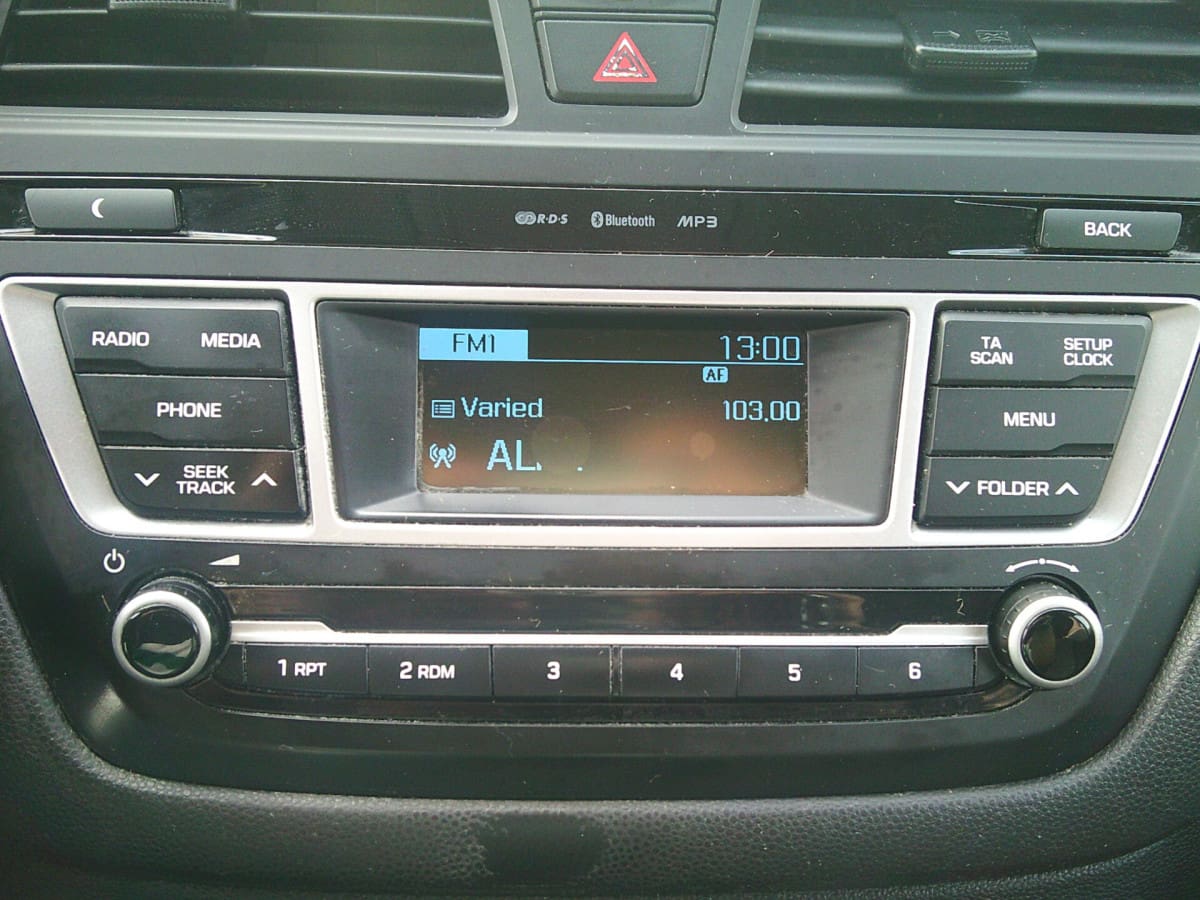 R·D·S Bluetooth MP3
BACK
RADIO MEDIA
PHONE
SEEK
TRACK
FM1 13:00
AF
Varied 103.00
AL. .
TA
SCAN
SETUP
CLOCK
MENU
FOLDER
1 RPT 2 RDM 3 4 5 6